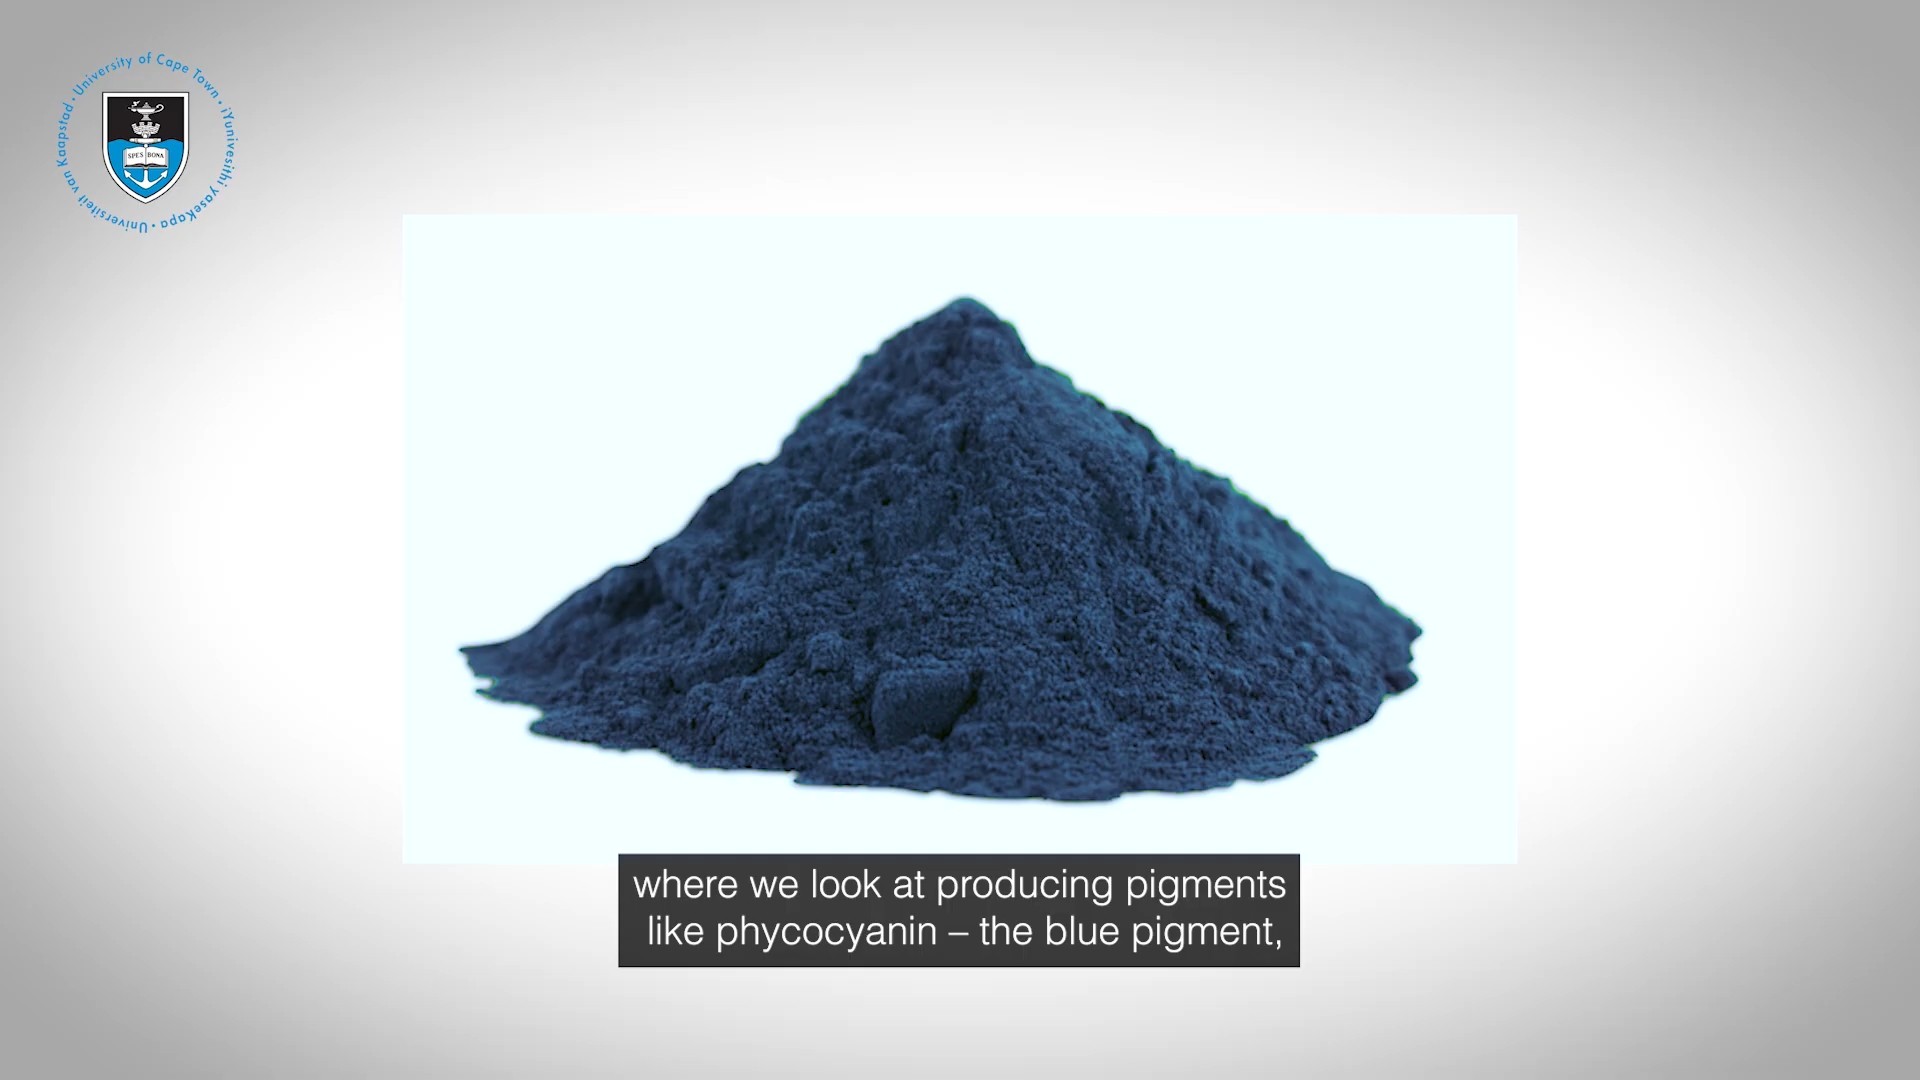 University of Cape Town • iYunivesithi yaseKapa • Universiteit van Kaapstad •
SPES BONA
where we look at producing pigments
like phycocyanin – the blue pigment,